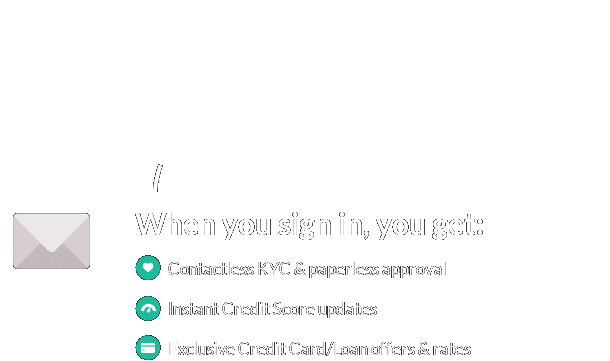 When you sign in, you get:
Contactless KYC & paperless approval
Instant Credit Score updates
Exclusive Credit Card/Loan offers & rates